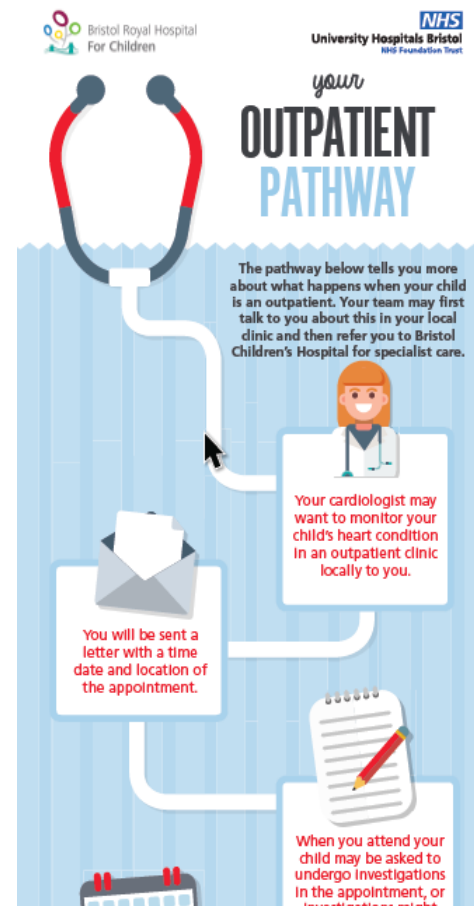 Bristol Royal Hospital
For Children
NHS
University Hospitals Bristol
NHS Foundation Trust
your
OUTPATIENT
PATHWAY
The pathway below tells you more
about what happens when your child
is an outpatient. Your team may first
talk to you about this in your local
clinic and then refer you to Bristol
Children's Hospital for specialist care.
Your cardiologist may
want to monitor your
child's heart condition
in an outpatient clinic
locally to you.
You will be sent a
letter with a time
date and location of
the appointment.
When you attend your
child may be asked to
undergo investigations
in the appointment, or
investigations might